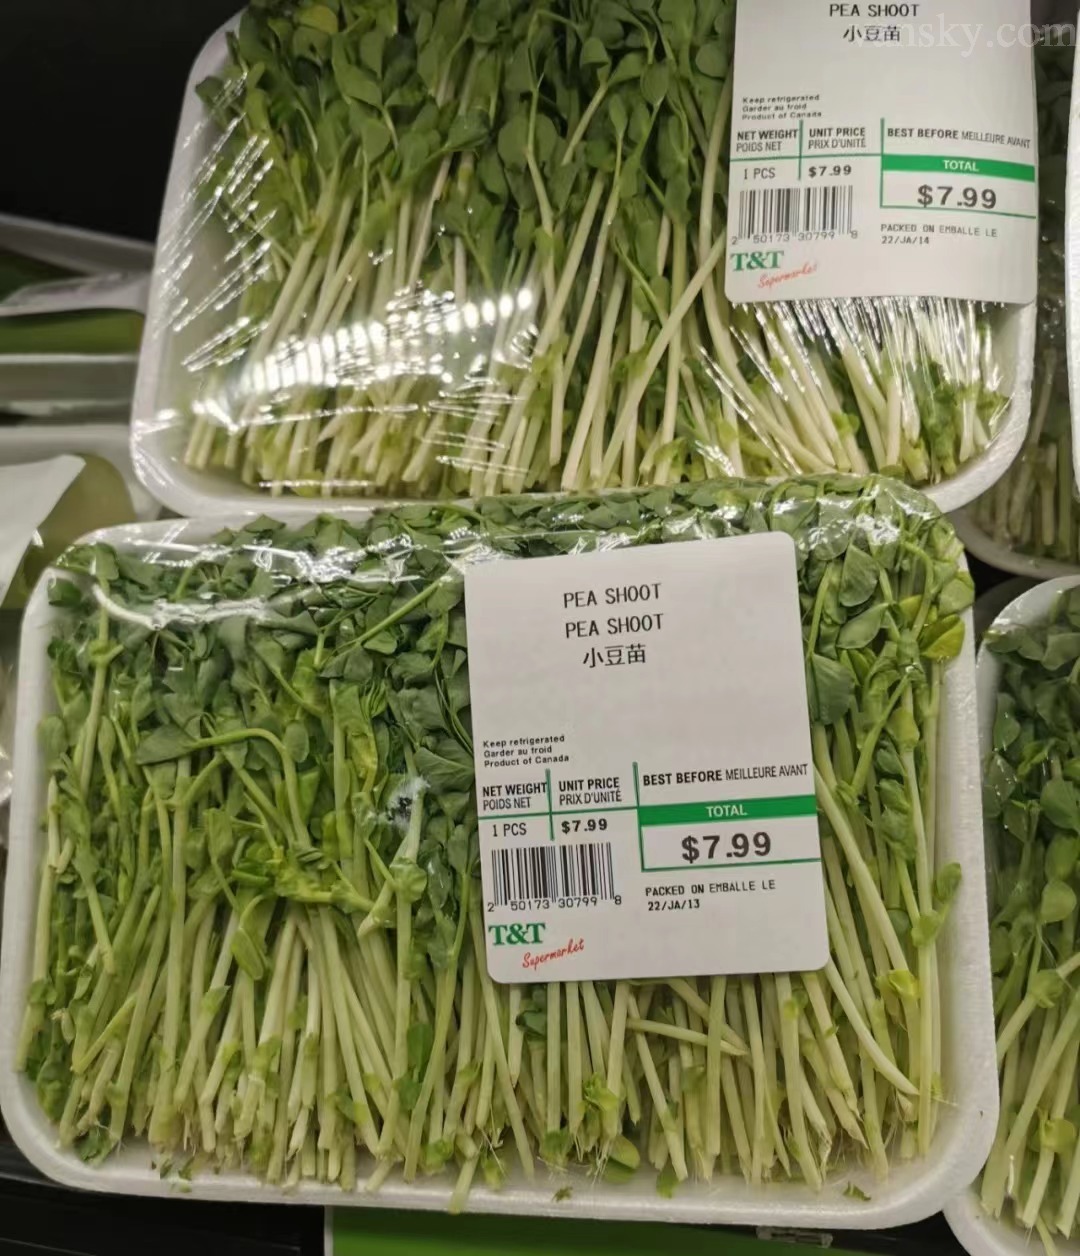 vansky.com
PEA SHOOT
小豆苗
Keep refrigerated
Garder au froid
Product of Canada
NET WEIGHT UNIT PRICE BEST BEFORE MEILLEURE AVANT
POIDS NET PRIX D'UNITÉ
TOTAL
1 PCS $7.99
$7.99
2 50173 30799 8
PACKED ON EMBALLE LE
22/JA/14
T&T
Supermarket
PEA SHOOT
PEA SHOOT
小豆苗
Keep refrigerated
Garder au froid
Product of Canada
NET WEIGHT UNIT PRICE BEST BEFORE MEILLEURE AVANT
POIDS NET PRIX D'UNITÉ
TOTAL
1 PCS $7.99
$7.99
2 50173 30799 8
PACKED ON EMBALLE LE
22/JA/13
T&T
Supermarket